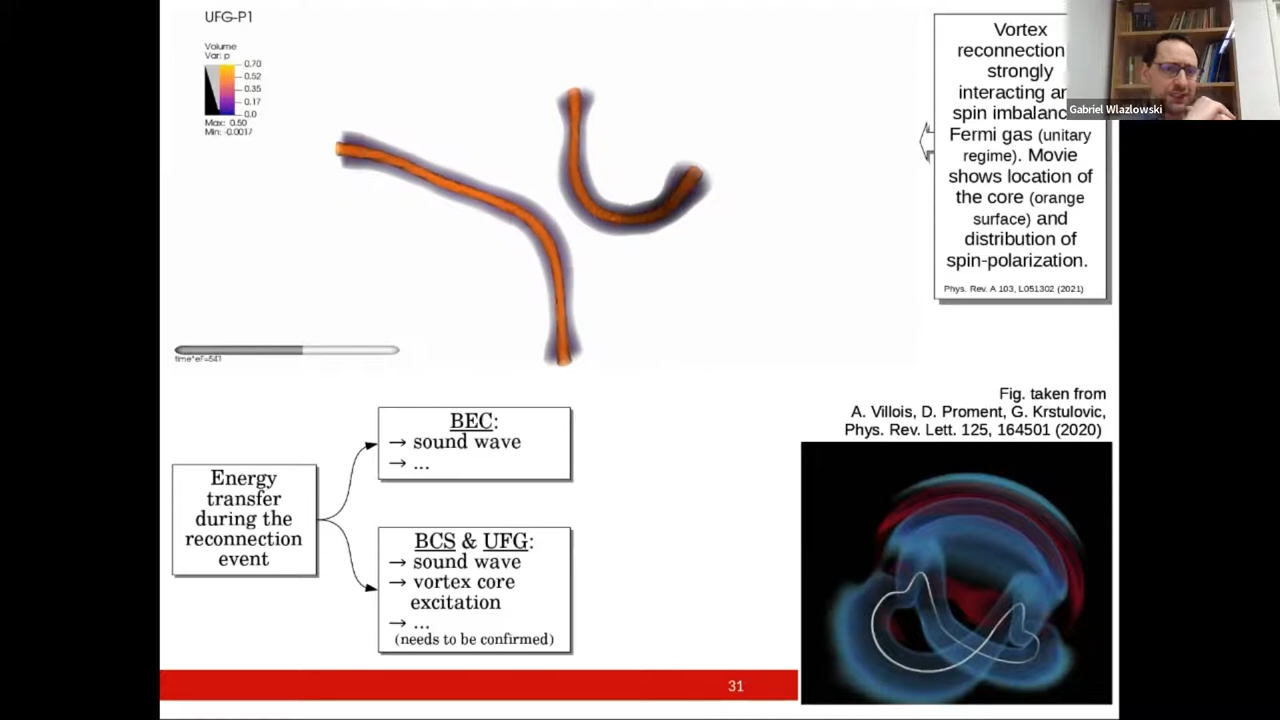 UFG-P1
Volume
Var: p
0.70
0.52
0.35
0.17
0.0
Max: 0.50
Min: -0.0017
time*eF=547
Vortex
reconnection
strongly
interacting
spin
Fermi gas (unitary
regime). Movie
shows location of
the core (orange
surface) and
distribution of
spin-polarization.
Phys. Rev. A 103, L051302 (2021)
Gabriel Wlazlowski
Energy
transfer
during the
reconnection
event
BEC:
→ sound wave
→ ...
BCS & UFG:
→ sound wave
→ vortex core
excitation
→ ...
(needs to be confirmed)
Fig. taken from
A. Villois, D. Proment, G. Krstulovic,
Phys. Rev. Lett. 125, 164501 (2020)
31